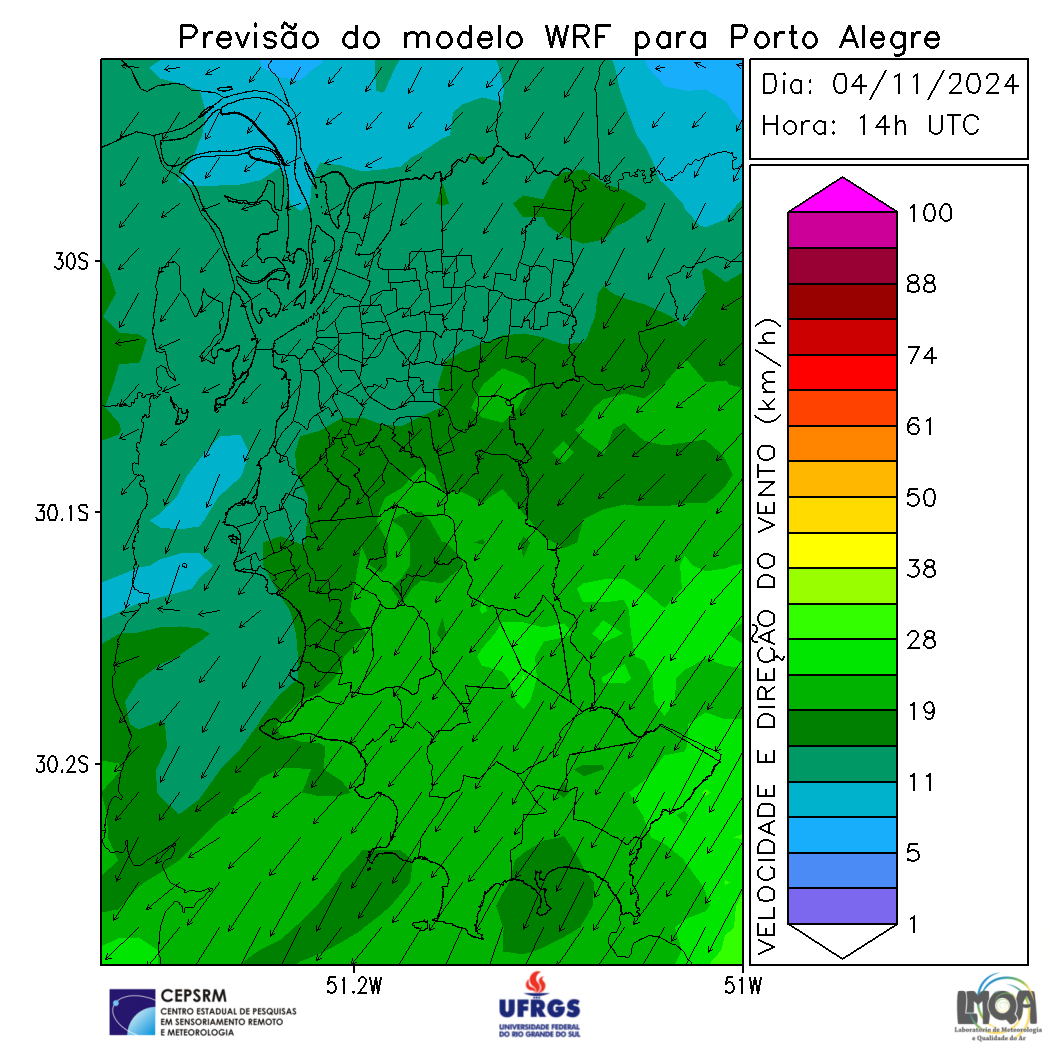 Previsão do modelo WRF para Porto Alegre
Dia: 04/11/2024
Hora: 14h UTC
30S
30.1S
30.2S
51.2W
51W
VELOCIDADE E DIREÇÃO DO VENTO (km/h)
100
88
74
61
50
38
28
19
11
5
1
CEPSRM
CENTRO ESTADUAL DE PESQUISAS
EM SENSORIAMENTO REMOTO
E METEOROLOGIA
UFRGS
UNIVERSIDADE FEDERAL
DO RIO GRANDE DO SUL
LMQA
Laboratório de Meteorologia
e Qualidade do Ar